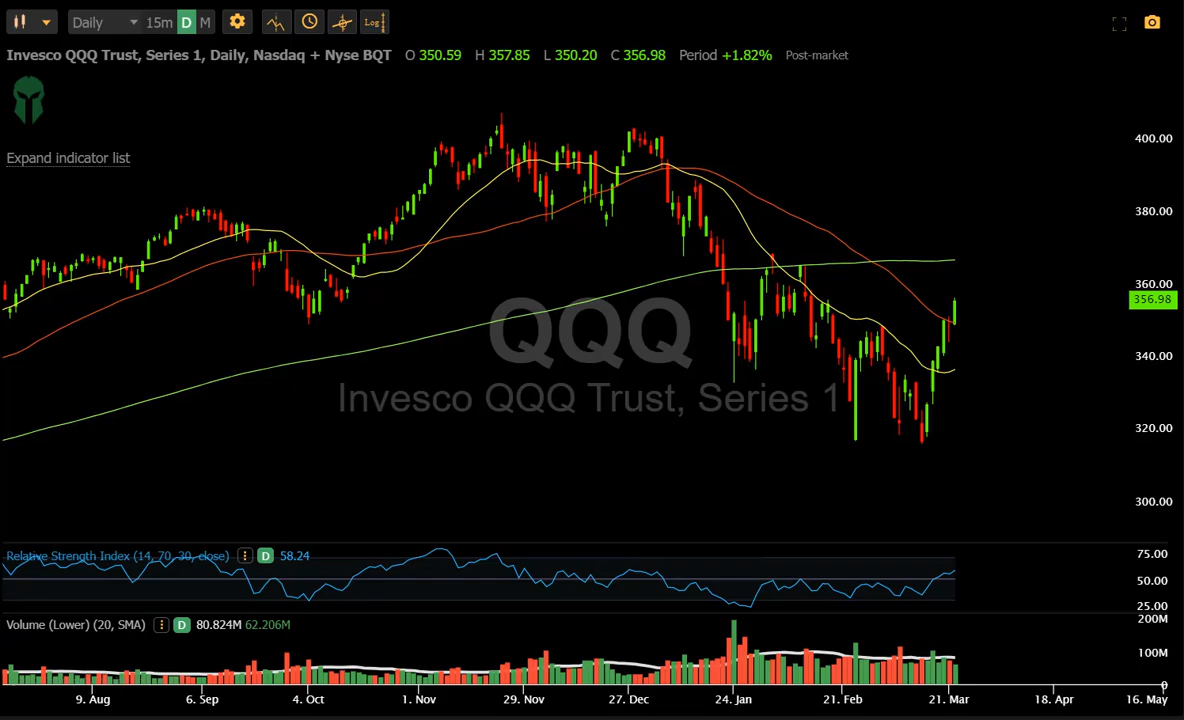 Daily 15m D M Log
Invesco QQQ Trust, Series 1, Daily, Nasdaq + Nyse BQT O 350.59 H 357.85 L 350.20 C 356.98 Period +1.82% Post-market
Expand indicator list
400.00
380.00
360.00
356.98
340.00
320.00
300.00
QQQ
Invesco QQQ Trust, Series 1
Relative Strength Index (14, 70, 30, close) D 58.24
75.00
50.00
25.00
Volume (Lower) (20, SMA) D 80.824M 62.206M
200M
100M
0
9. Aug 6. Sep 4. Oct 1. Nov 29. Nov 27. Dec 24. Jan 21. Feb 21. Mar 18. Apr 16. May